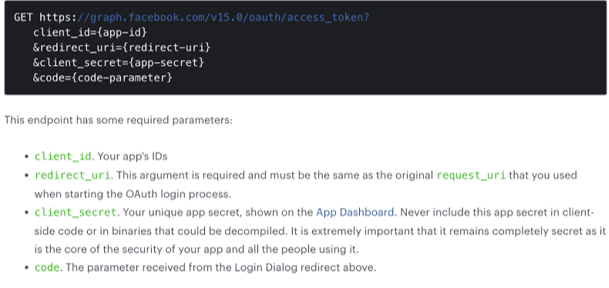 GET https://graph.facebook.com/v15.0/oauth/access_token?
client_id={app-id}
&redirect_uri={redirect-uri}
&client_secret={app-secret}
&code={code-parameter}
This endpoint has some required parameters:
• client_id. Your app's IDs
• redirect_uri. This argument is required and must be the same as the original request_uri that you used
when starting the OAuth login process.
• client_secret. Your unique app secret, shown on the App Dashboard. Never include this app secret in client-
side code or in binaries that could be decompiled. It is extremely important that it remains completely secret as it
is the core of the security of your app and all the people using it.
• code. The parameter received from the Login Dialog redirect above.